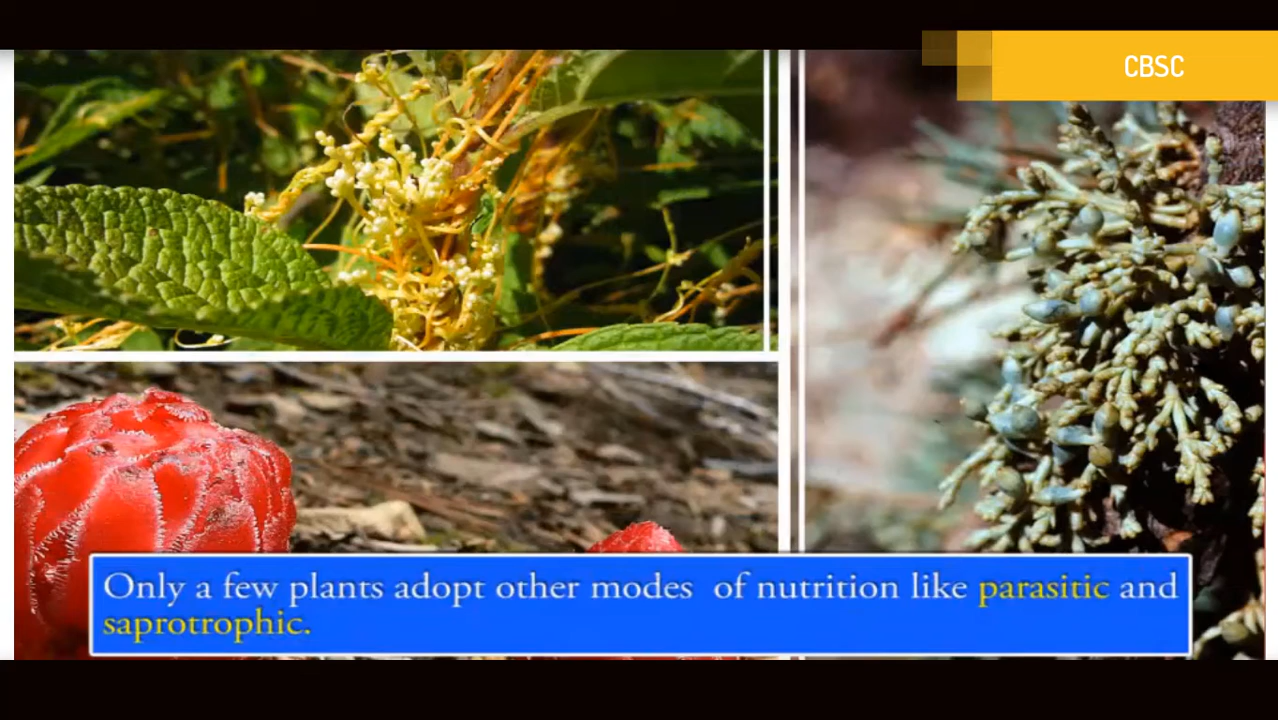 CBSC
Only a few plants adopt other modes of nutrition like parasitic and
saprotrophic.